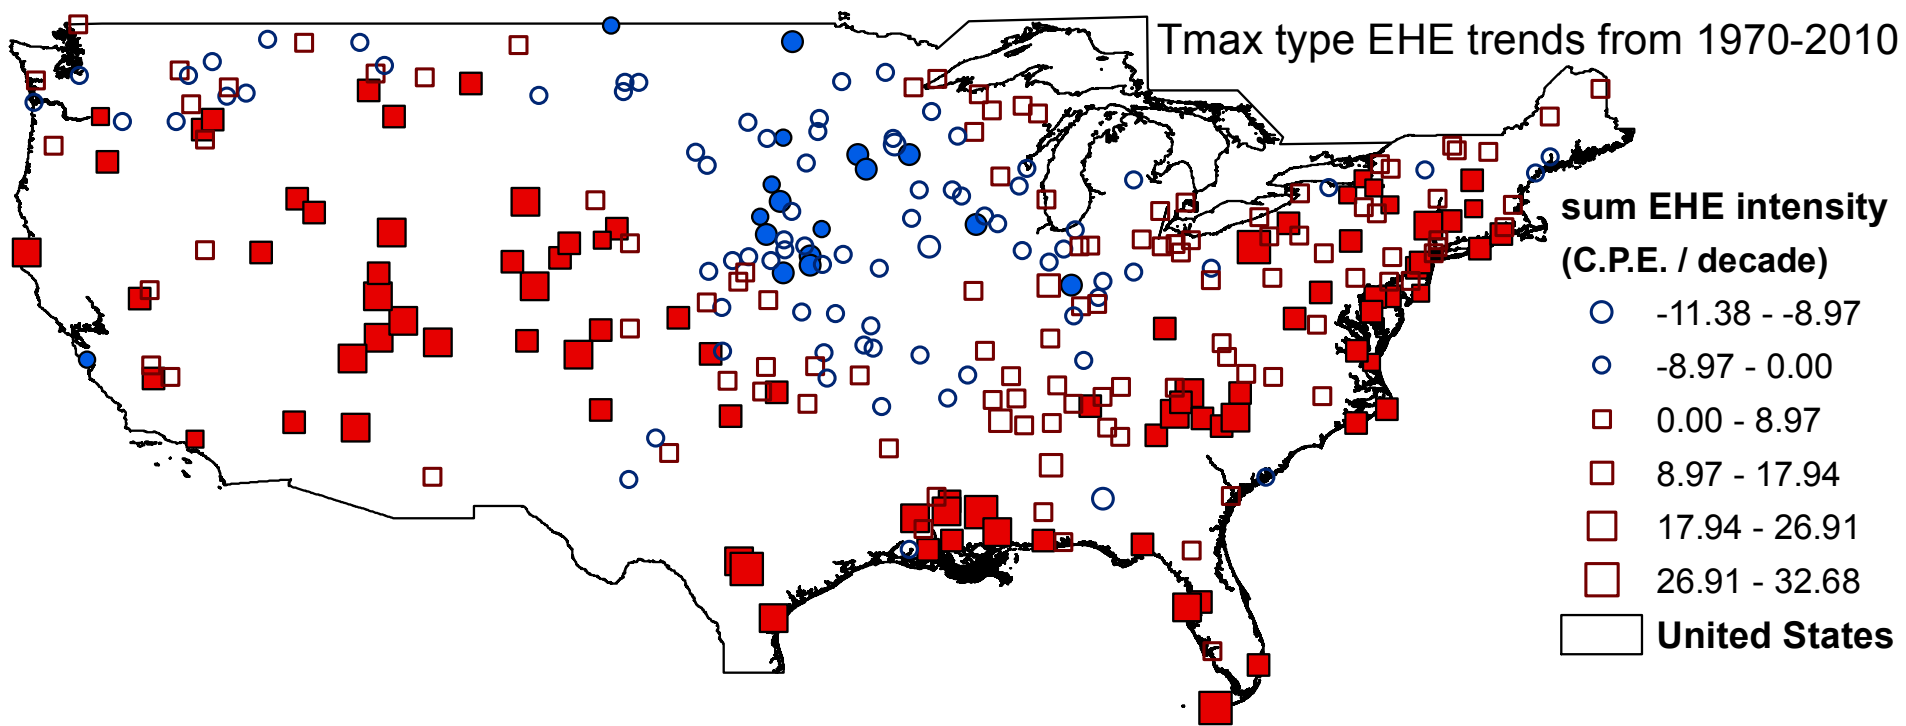 Tmax type EHE trends from 1970-2010
sum EHE intensity
(C.P.E. / decade)
-11.38 - -8.97
-8.97 - 0.00
0.00 - 8.97
8.97 - 17.94
17.94 - 26.91
26.91 - 32.68
United States